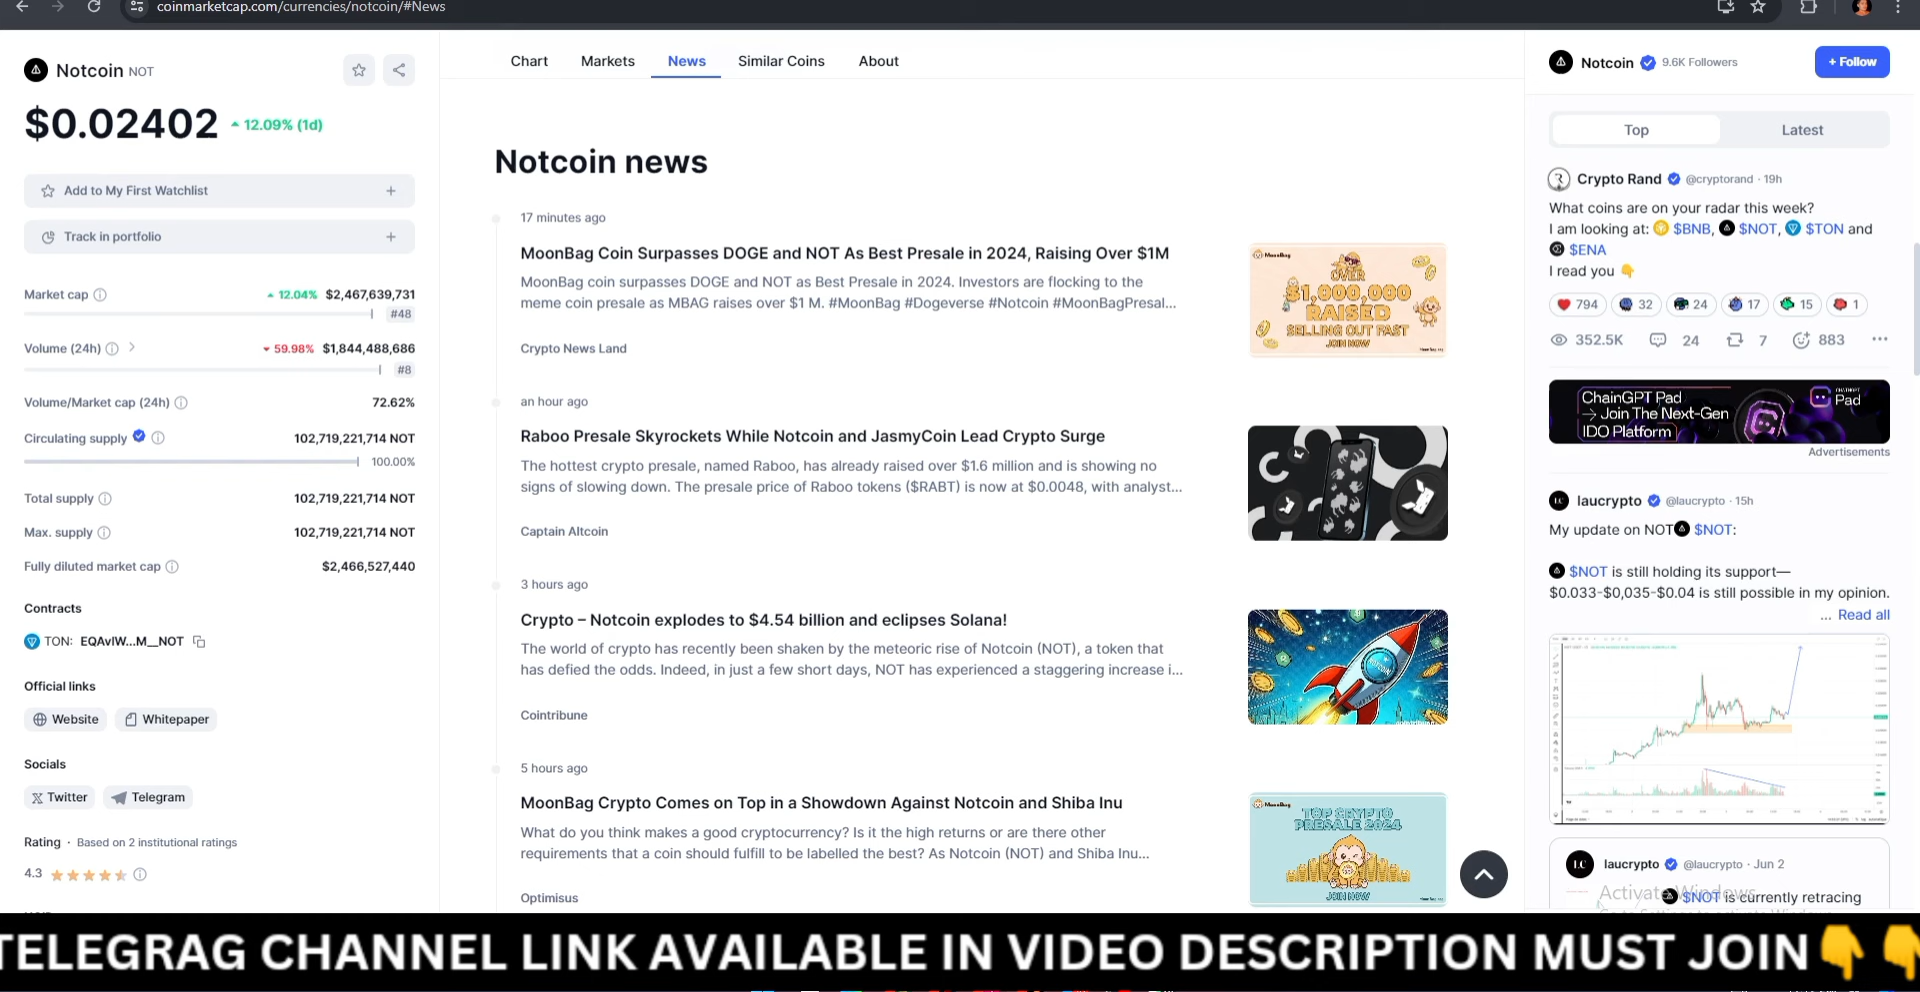 coinmarketcap.com/currencies/notcoin/#News
Notcoin NOT
$0.02402 12.09% (1d)
Add to My First Watchlist +
Track in portfolio +
Market cap 12.04% $2,467,639,731
#48
Volume (24h) 59.98% $1,844,488,686
#8
Volume/Market cap (24h) 72.62%
Circulating supply 102,719,221,714 NOT
100.00%
Total supply 102,719,221,714 NOT
Max. supply 102,719,221,714 NOT
Fully diluted market cap $2,466,527,440
Contracts
TON: EQAvlW...M__NOT
Official links
Website Whitepaper
Socials
Twitter Telegram
Rating · Based on 2 institutional ratings
4.3
Chart Markets News Similar Coins About
Notcoin news
17 minutes ago
MoonBag Coin Surpasses DOGE and NOT As Best Presale in 2024, Raising Over $1M
MoonBag coin surpasses DOGE and NOT as Best Presale in 2024. Investors are flocking to the
meme coin presale as MBAG raises over $1 M. #MoonBag #Dogeverse #Notcoin #MoonBagPresal...
Crypto News Land
MoonBag
OVER
$1,000,000
RAISED
SELLING OUT FAST
JOIN NOW
an hour ago
Raboo Presale Skyrockets While Notcoin and JasmyCoin Lead Crypto Surge
The hottest crypto presale, named Raboo, has already raised over $1.6 million and is showing no
signs of slowing down. The presale price of Raboo tokens ($RABT) is now at $0.0048, with analyst...
Captain Altcoin
3 hours ago
Crypto – Notcoin explodes to $4.54 billion and eclipses Solana!
The world of crypto has recently been shaken by the meteoric rise of Notcoin (NOT), a token that
has defied the odds. Indeed, in just a few short days, NOT has experienced a staggering increase i...
Cointribune
5 hours ago
MoonBag Crypto Comes on Top in a Showdown Against Notcoin and Shiba Inu
What do you think makes a good cryptocurrency? Is it the high returns or are there other
requirements that a coin should fulfill to be labelled the best? As Notcoin (NOT) and Shiba Inu...
Optimisus
MoonBag
TOP CRYPTO
PRESALE 2024
JOIN NOW
Notcoin 9.6K Followers + Follow
Top Latest
Crypto Rand @cryptorand · 19h
What coins are on your radar this week?
I am looking at: $BNB, $NOT, $TON and
$ENA
I read you 👇
794 32 24 17 15 1
352.5K 24 7 883 ...
ChainGPT Pad
→ Join The Next-Gen
IDO Platform
CHAINGPT
Pad
Advertisements
LC laucrypto @laucrypto · 15h
My update on NOT $NOT:
$NOT is still holding its support—
$0.033-$0,035-$0.04 is still possible in my opinion.
... Read all
LC laucrypto @laucrypto · Jun 2
$NOT is currently retracing
Activate Windows
TELEGRAG CHANNEL LINK AVAILABLE IN VIDEO DESCRIPTION MUST JOIN👇👇